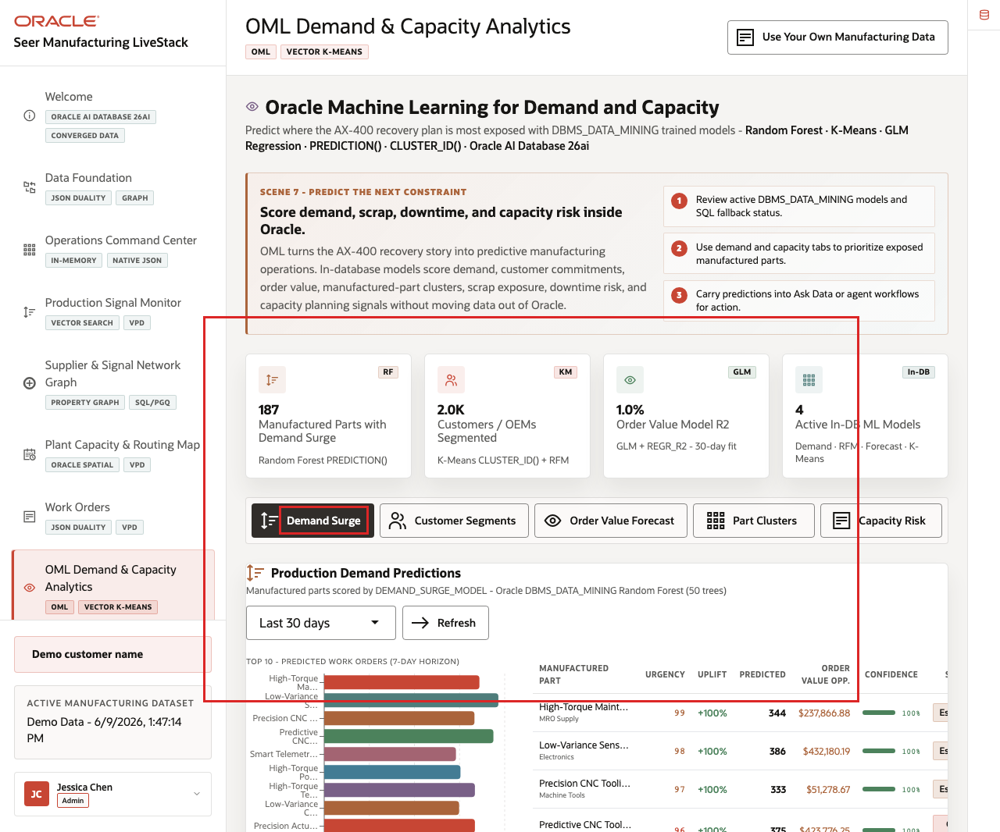 ORACLE
Seer Manufacturing LiveStack
Welcome
ORACLE AI DATABASE 26AI
CONVERGED DATA
Data Foundation
JSON DUALITY
GRAPH
Operations Command Center
IN-MEMORY
NATIVE JSON
Production Signal Monitor
VECTOR SEARCH
VPD
Supplier & Signal Network
Graph
PROPERTY GRAPH
SQL/PGQ
Plant Capacity & Routing Map
ORACLE SPATIAL
VPD
Work Orders
JSON DUALITY
VPD
OML Demand & Capacity
Analytics
OML
VECTOR K-MEANS
Demo customer name
ACTIVE MANUFACTURING DATASET
Demo Data - 6/9/2026, 1:47:14
PM
JC
Jessica Chen
Admin
OML Demand & Capacity Analytics
OML
VECTOR K-MEANS
Use Your Own Manufacturing Data
Oracle Machine Learning for Demand and Capacity
Predict where the AX-400 recovery plan is most exposed with DBMS_DATA_MINING trained models - Random Forest · K-Means · GLM
Regression · PREDICTION() · CLUSTER_ID() · Oracle AI Database 26ai
SCENE 7 - PREDICT THE NEXT CONSTRAINT
Score demand, scrap, downtime, and capacity risk inside
Oracle.
OML turns the AX-400 recovery story into predictive manufacturing
operations. In-database models score demand, customer commitments,
order value, manufactured-part clusters, scrap exposure, downtime risk, and
capacity planning signals without moving data out of Oracle.
1
Review active DBMS_DATA_MINING models and
SQL fallback status.
2
Use demand and capacity tabs to prioritize exposed
manufactured parts.
3
Carry predictions into Ask Data or agent workflows
for action.
RF
187
Manufactured Parts with
Demand Surge
Random Forest PREDICTION()
KM
2.0K
Customers / OEMs
Segmented
K-Means CLUSTER_ID() + RFM
GLM
1.0%
Order Value Model R2
GLM + REGR_R2 - 30-day fit
In-DB
4
Active In-DB ML Models
Demand · RFM · Forecast · K-
Means
Demand Surge
Customer Segments
Order Value Forecast
Part Clusters
Capacity Risk
Production Demand Predictions
Manufactured parts scored by DEMAND_SURGE_MODEL - Oracle DBMS_DATA_MINING Random Forest (50 trees)
Last 30 days
Refresh
TOP 10 - PREDICTED WORK ORDERS (7-DAY HORIZON)
High-Torque
Ma...
Low-Variance
S...
Precision CNC ...
Predictive
CNC...
Smart Telemetr...
High-Torque
Po...
High-Torque
Te...
Low-Variance
C...
Precision Actu...
MANUFACTURED
PART
URGENCY
UPLIFT
PREDICTED
ORDER
VALUE OPP.
CONFIDENCE
High-Torque Maint...
MRO Supply
99
+100%
344
$237,866.88
100%
Es
Low-Variance Sens...
Electronics
98
+100%
386
$432,180.19
100%
Es
Precision CNC Tooli...
Machine Tools
97
+100%
333
$51,278.67
100%
Es
Predictive CNC Tool...
96
+100%
375
$423,776.25
100%